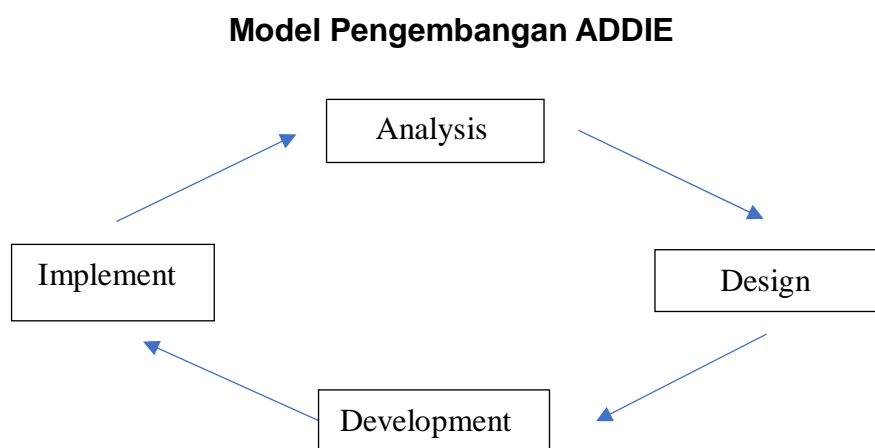 Model Pengembangan ADDIE
Analysis
Implement
Design
Development